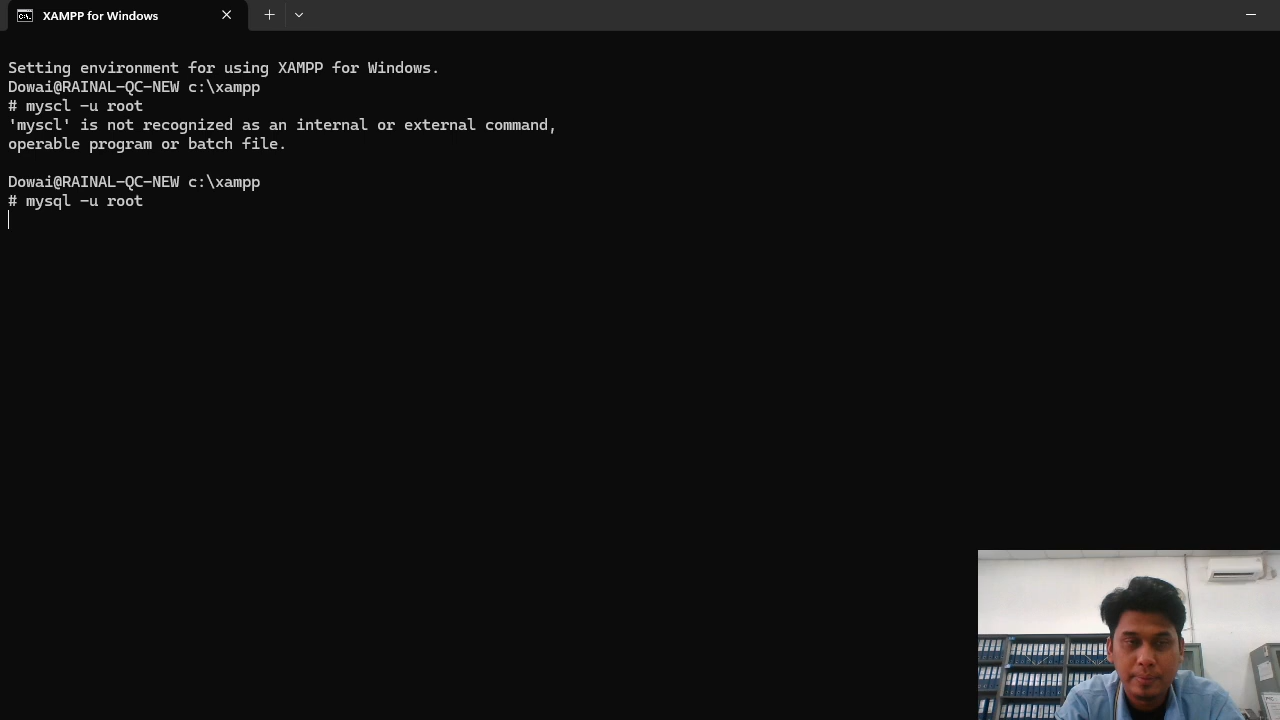 XAMPP for Windows
Setting environment for using XAMPP for Windows.
Dowai@RAINAL-QC-NEW c:\xampp
# myscl -u root
'myscl' is not recognized as an internal or external command,
operable program or batch file.
Dowai@RAINAL-QC-NEW c:\xampp
# mysql -u root